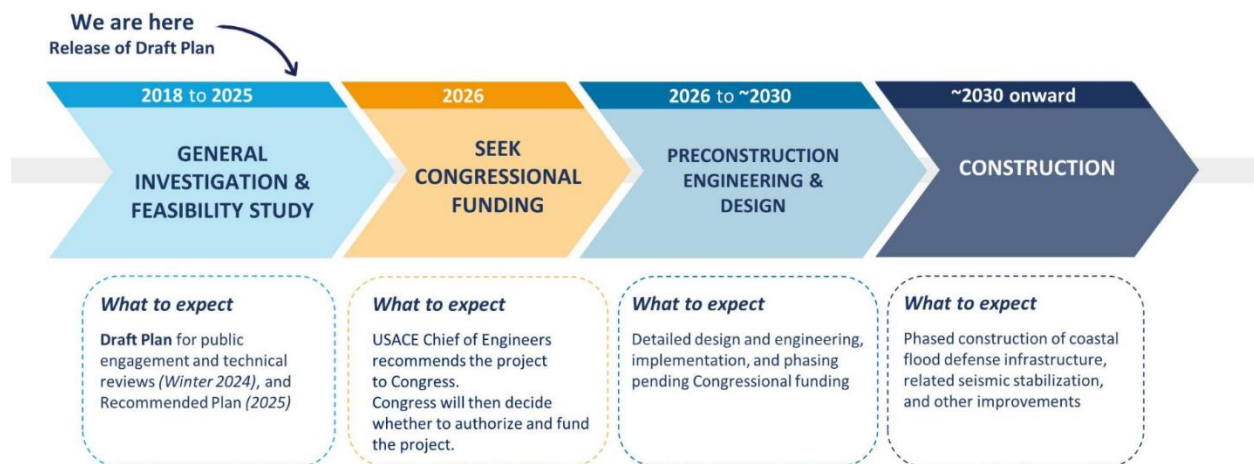 We are here
Release of Draft Plan
2018 to 2025
GENERAL
INVESTIGATION &
FEASIBILITY STUDY
2026
SEEK
CONGRESSIONAL
FUNDING
2026 to ~2030
PRECONSTRUCTION
ENGINEERING &
DESIGN
~2030 onward
CONSTRUCTION
What to expect
Draft Plan for public
engagement and technical
reviews (Winter 2024), and
Recommended Plan (2025)
What to expect
USACE Chief of Engineers
recommends the project
to Congress.
Congress will then decide
whether to authorize and fund
the project.
What to expect
Detailed design and engineering,
implementation, and phasing
pending Congressional funding
What to expect
Phased construction of coastal
flood defense infrastructure,
related seismic stabilization,
and other improvements